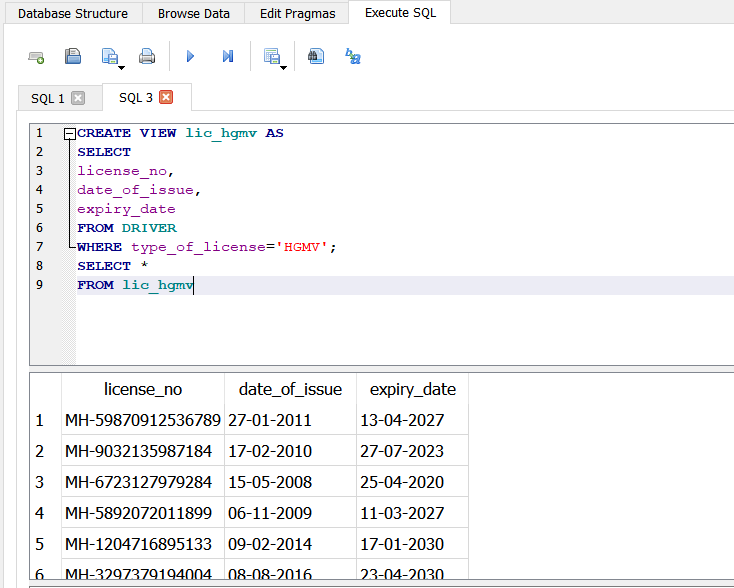 Database Structure Browse Data Edit Pragmas Execute SQL
SQL 1 SQL 3
1 CREATE VIEW lic_hgmv AS
2 SELECT
3 license_no,
4 date_of_issue,
5 expiry_date
6 FROM DRIVER
7 WHERE type_of_license='HGMV';
8 SELECT *
9 FROM lic_hgmv
license_no date_of_issue expiry_date
1 MH-59870912536789 27-01-2011 13-04-2027
2 MH-9032135987184 17-02-2010 27-07-2023
3 MH-6723127979284 15-05-2008 25-04-2020
4 MH-5892072011899 06-11-2009 11-03-2027
5 MH-1204716895133 09-02-2014 17-01-2030
6 MH-3297379194004 08-08-2016 23-04-2030